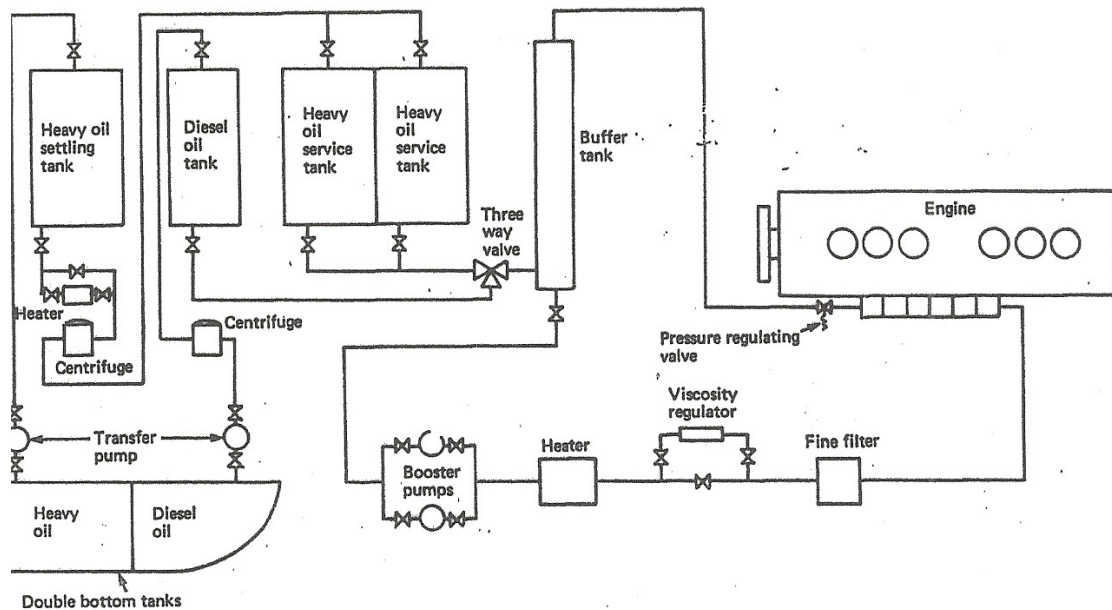 Heavy oil
settling
tank
Diesel
oil
tank
Heavy
oil
service
tank
Heavy
oil
service
tank
Three
way
valve
Buffer
tank
Engine
Heater
Centrifuge
Centrifuge
Pressure regulating
valve
Transfer
pump
Viscosity
regulator
Booster
pumps
Heater
Fine filter
Heavy
oil
Diesel
oil
Double bottom tanks